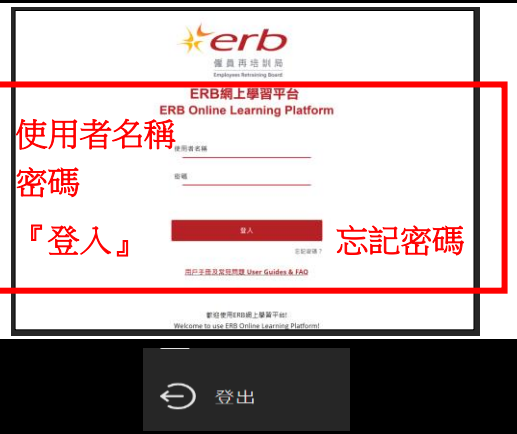 erb
僱員再培訓局
Employees Retraining Board
ERB網上學習平台
ERB Online Learning Platform
使用者名稱
使用者名稱
密碼
密碼
『登入』
登入
忘記密碼
忘記密碼？
用戶手冊及常見問題 User Guides & FAQ
歡迎使用ERB網上學習平台!
Welcome to use ERB Online Learning Platform!
登出